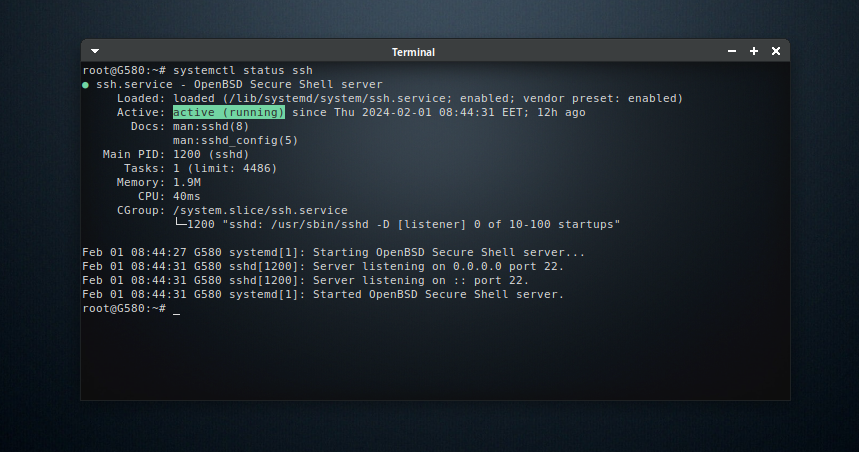 Terminal
root@G580:~# systemctl status ssh
● ssh.service - OpenBSD Secure Shell server
     Loaded: loaded (/lib/systemd/system/ssh.service; enabled; vendor preset: enabled)
     Active: active (running) since Thu 2024-02-01 08:44:31 EET; 12h ago
       Docs: man:sshd(8)
             man:sshd_config(5)
   Main PID: 1200 (sshd)
      Tasks: 1 (limit: 4486)
     Memory: 1.9M
        CPU: 40ms
     CGroup: /system.slice/ssh.service
             └─1200 "sshd: /usr/sbin/sshd -D [listener] 0 of 10-100 startups"
Feb 01 08:44:27 G580 systemd[1]: Starting OpenBSD Secure Shell server...
Feb 01 08:44:31 G580 sshd[1200]: Server listening on 0.0.0.0 port 22.
Feb 01 08:44:31 G580 sshd[1200]: Server listening on :: port 22.
Feb 01 08:44:31 G580 systemd[1]: Started OpenBSD Secure Shell server.
root@G580:~# _